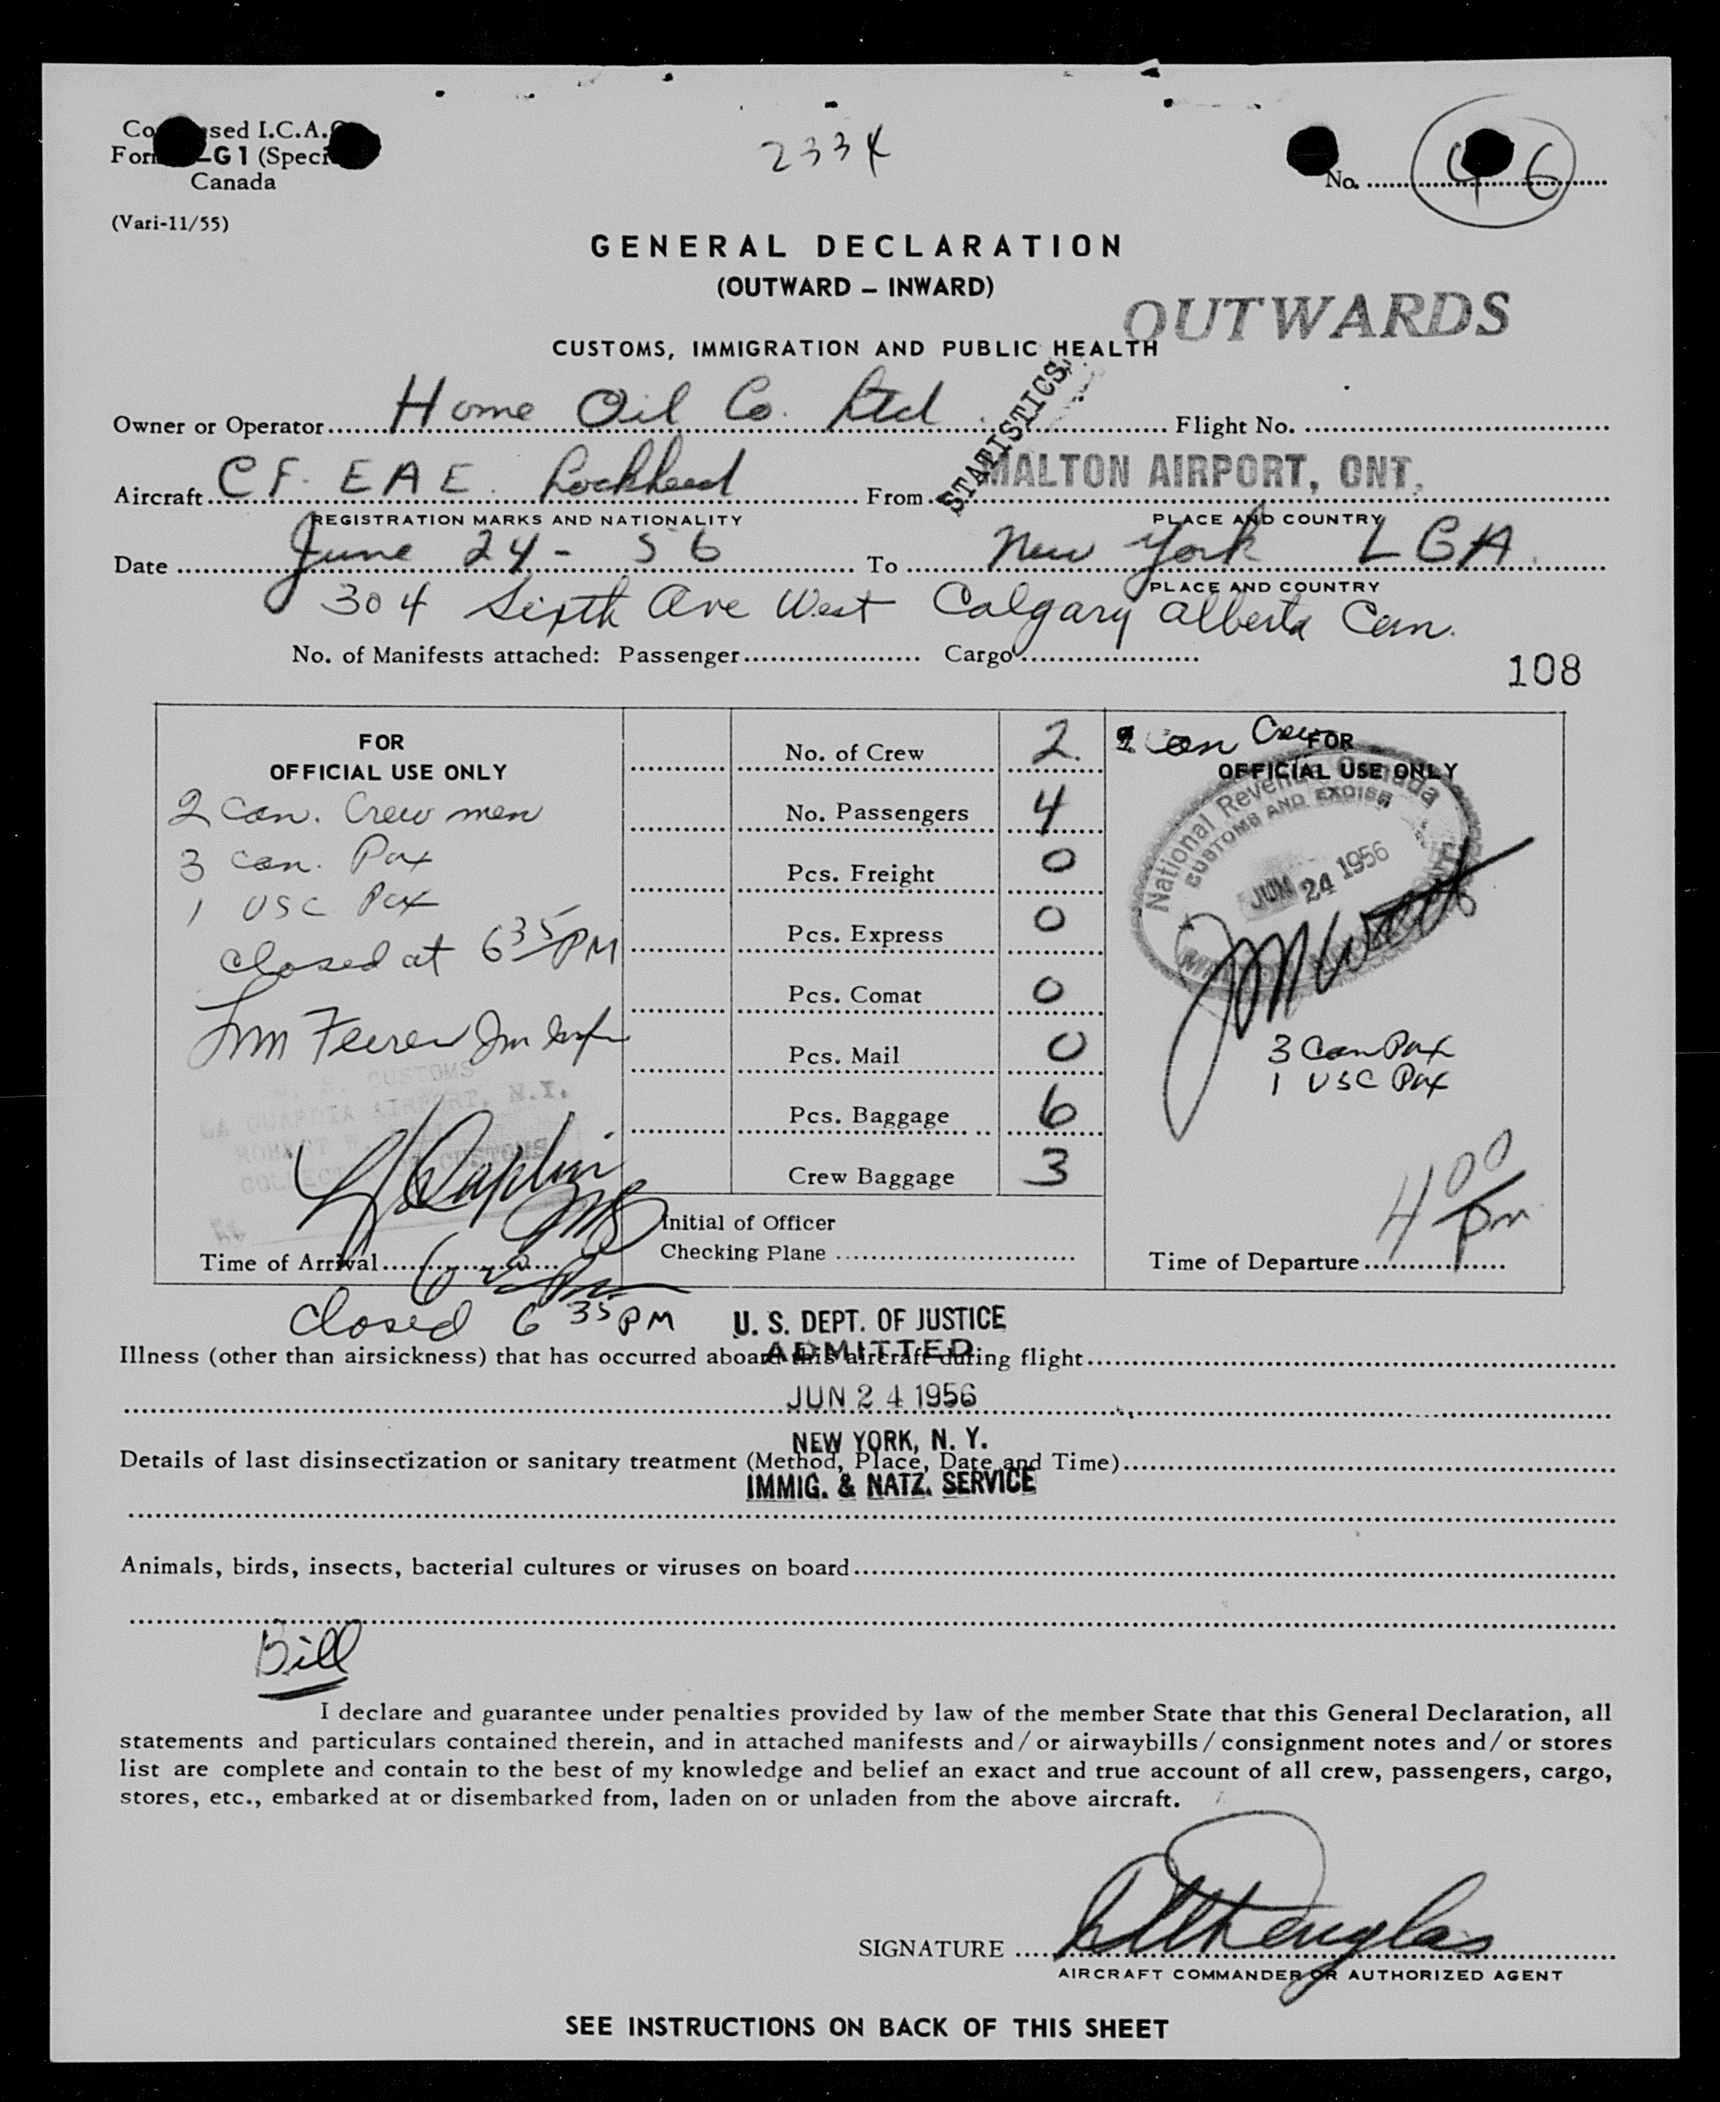 2334
No. 46
Canada
(Vari-11/55)
GENERAL DECLARATION
(OUTWARD – INWARD)
OUTWARDS
CUSTOMS, IMMIGRATION AND PUBLIC HEALTH
STATISTICS
Owner or Operator Home Oil Co. Ltd. Flight No.
Aircraft CF. EAE. Lockheed From MALTON AIRPORT, ONT.
REGISTRATION MARKS AND NATIONALITY PLACE AND COUNTRY
Date June 24 - 56 To New York LGA.
PLACE AND COUNTRY
304 Sixth Ave West Calgary Alberta Can.
No. of Manifests attached: Passenger Cargo
108
FOR
OFFICIAL USE ONLY
2 Can. Crew men
3 Can. Pax
1 USC Pax
Closed at 6 35 PM
U.S. CUSTOMS
LA GUARDIA AIRPORT, N.Y.
Time of Arrival
No. of Crew 2
No. Passengers 4
Pcs. Freight 0
Pcs. Express 0
Pcs. Comat 0
Pcs. Mail 0
Pcs. Baggage 6
Crew Baggage 3
Initial of Officer
Checking Plane
2 Can Crew
FOR
OFFICIAL USE ONLY
National Revenue Canada
CUSTOMS AND EXCISE
JUN 24 1956
3 Can Pax
1 USC Pax
4 00 pm
Time of Departure
Closed 6 35 PM
U. S. DEPT. OF JUSTICE
ADMITTED
Illness (other than airsickness) that has occurred aboard this aircraft during flight
JUN 24 1956
NEW YORK, N. Y.
Details of last disinsectization or sanitary treatment (Method, Place, Date and Time)
IMMIG. & NATZ. SERVICE
Animals, birds, insects, bacterial cultures or viruses on board
Bill
I declare and guarantee under penalties provided by law of the member State that this General Declaration, all
statements and particulars contained therein, and in attached manifests and/or airwaybills/consignment notes and/or stores
list are complete and contain to the best of my knowledge and belief an exact and true account of all crew, passengers, cargo,
stores, etc., embarked at or disembarked from, laden on or unladen from the above aircraft.
SIGNATURE
AIRCRAFT COMMANDER OR AUTHORIZED AGENT
SEE INSTRUCTIONS ON BACK OF THIS SHEET